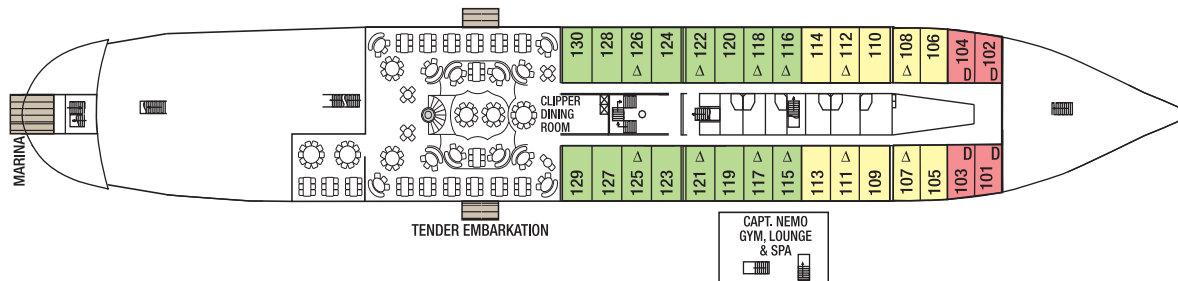 130
128
126
124
122
120
118
116
114
112
110
108
106
104 D
102 D
MARINA
CLIPPER
DINING
ROOM
129
127
125
123
121
119
117
115
113
111
109
107
105
103 D
101 D
TENDER EMBARKATION
CAPT. NEMO
GYM, LOUNGE
& SPA